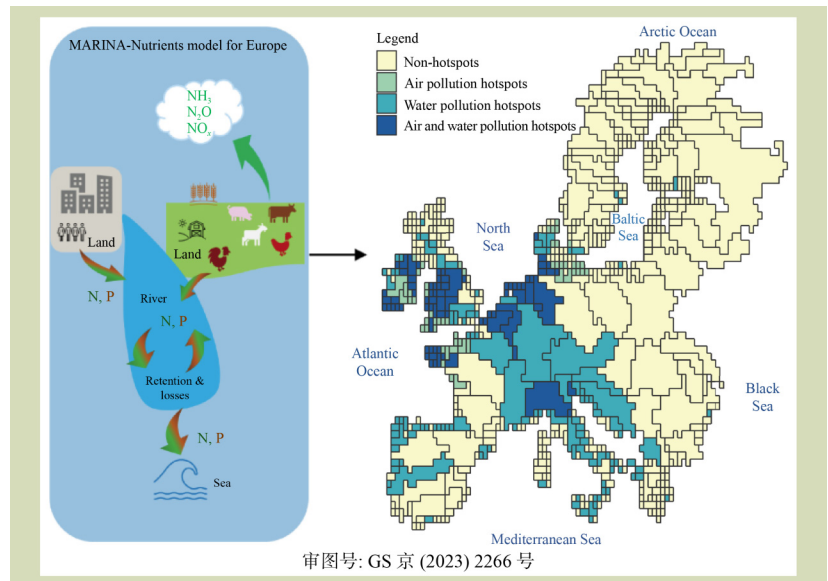 MARINA-Nutrients model for Europe
NH₃
N₂O
NOₓ
Land
Land
N, P
River
N, P
Retention &
losses
N, P
Sea
Legend
Non-hotspots
Air pollution hotspots
Water pollution hotspots
Air and water pollution hotspots
Arctic Ocean
North
Sea
Baltic
Sea
Atlantic
Ocean
Black
Sea
Mediterranean Sea
审图号: GS 京 (2023) 2266 号